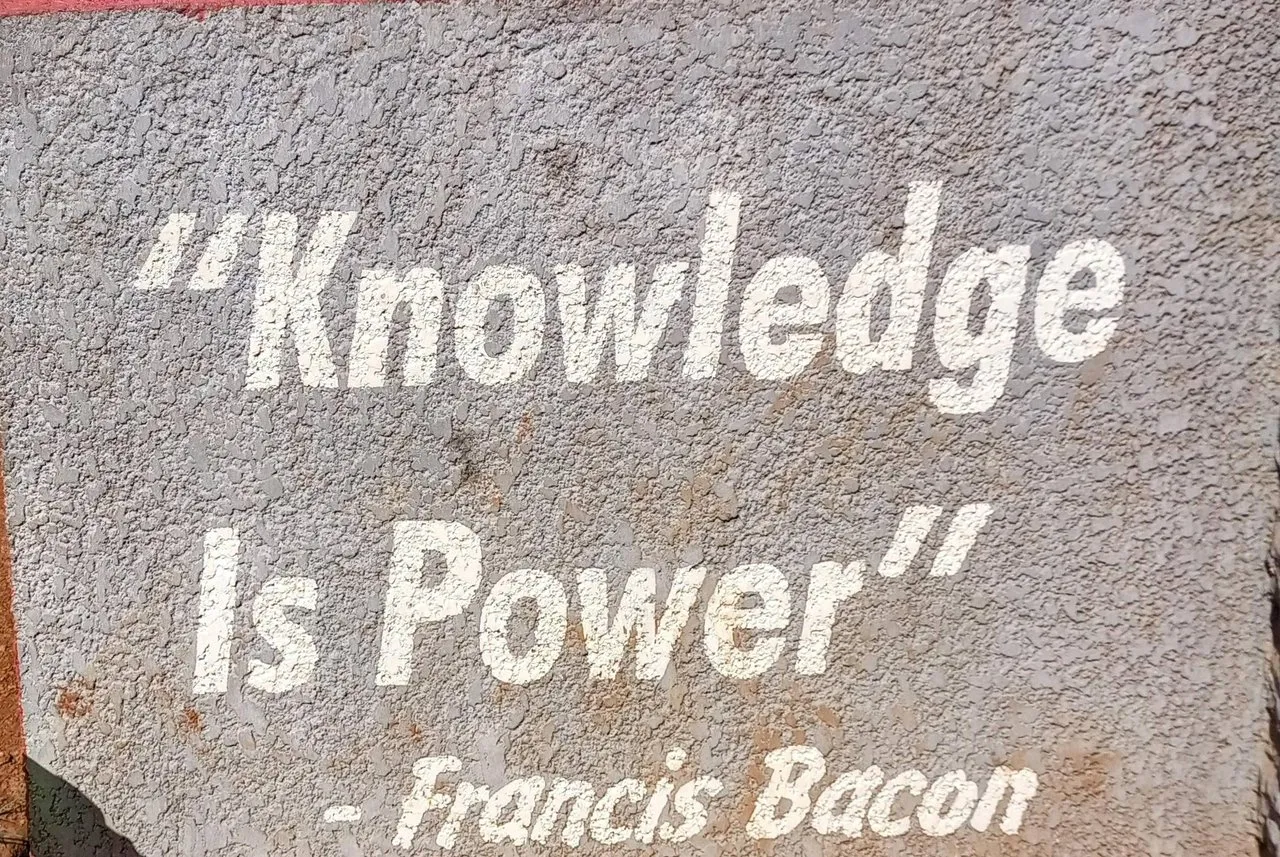 "Knowledge
Is Power"
- Francis Bacon